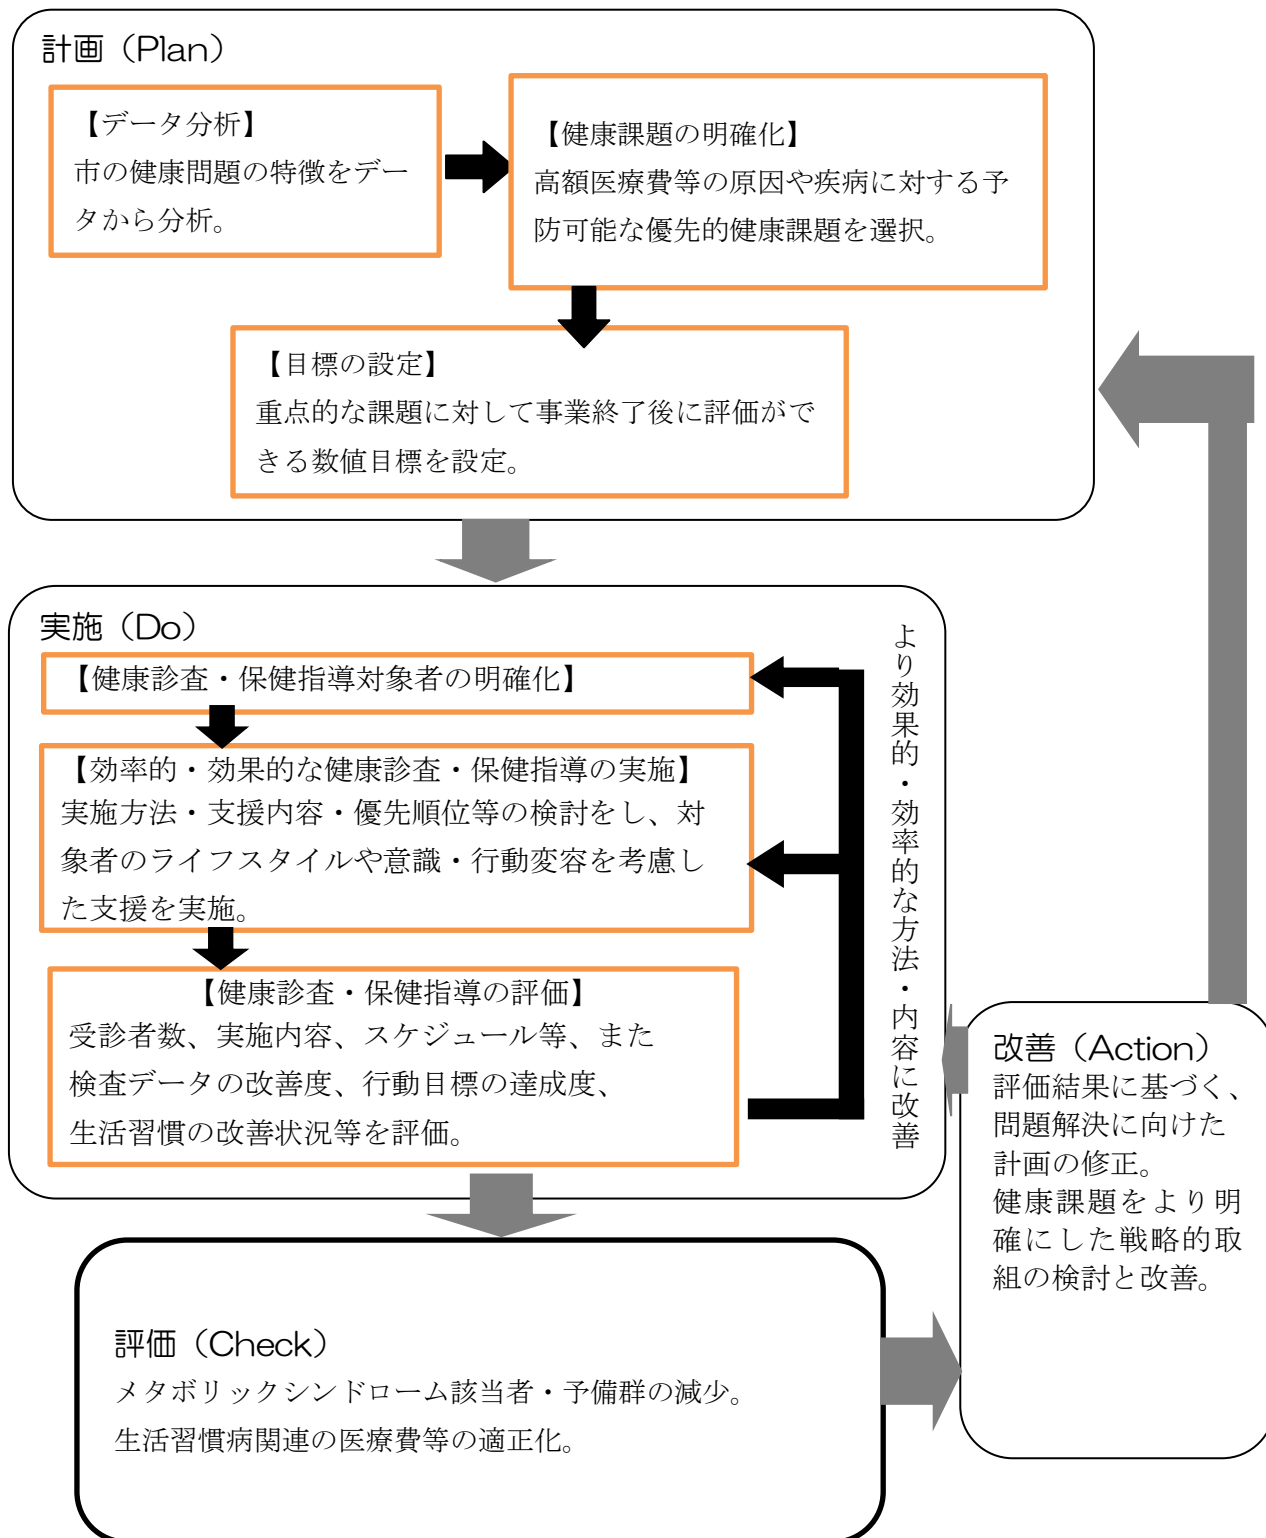 計画（Plan）
【データ分析】
市の健康問題の特徴をデー
タから分析。
【健康課題の明確化】
高額医療費等の原因や疾病に対する予
防可能な優先的健康課題を選択。
【目標の設定】
重点的な課題に対して事業終了後に評価がで
きる数値目標を設定。
実施（Do）
【健康診査・保健指導対象者の明確化】
【効率的・効果的な健康診査・保健指導の実施】
実施方法・支援内容・優先順位等の検討をし、対
象者のライフスタイルや意識・行動変容を考慮し
た支援を実施。
【健康診査・保健指導の評価】
受診者数、実施内容、スケジュール等、また
検査データの改善度、行動目標の達成度、
生活習慣の改善状況等を評価。
より効果的・効率的な方法・内容に改善
改善（Action）
評価結果に基づく、
問題解決に向けた
計画の修正。
健康課題をより明
確にした戦略的取
組の検討と改善。
評価（Check）
メタボリックシンドローム該当者・予備群の減少。
生活習慣病関連の医療費等の適正化。